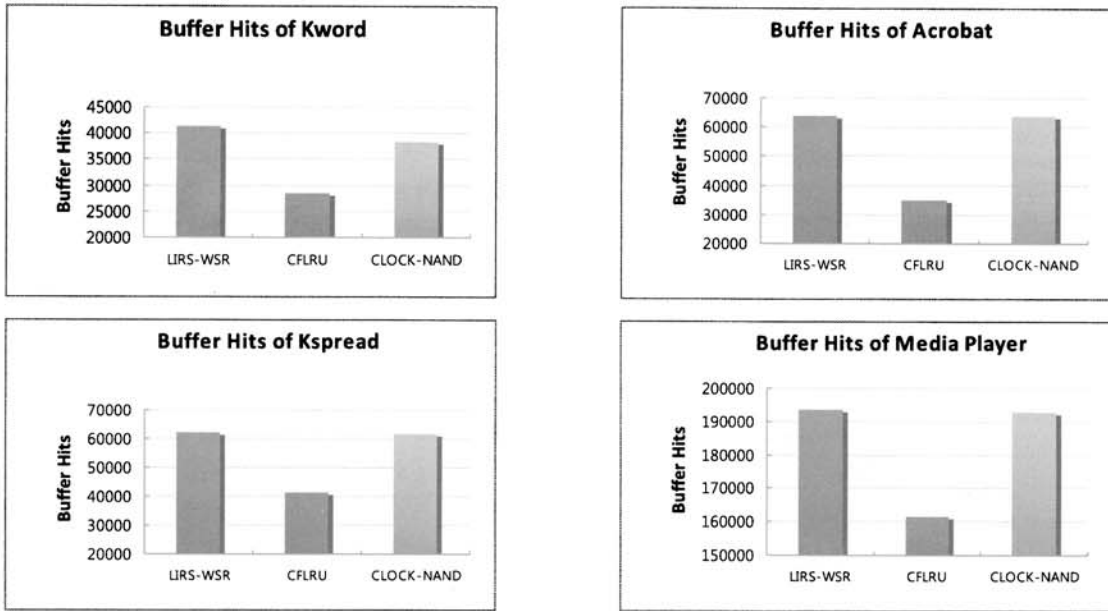 Buffer Hits of Kword
Buffer Hits
45000
40000
35000
30000
25000
20000
LIRS-WSR CFLRU CLOCK-NAND
Buffer Hits of Acrobat
Buffer Hits
70000
60000
50000
40000
30000
20000
LIRS-WSR CFLRU CLOCK-NAND
Buffer Hits of Kspread
Buffer Hits
70000
60000
50000
40000
30000
20000
LIRS-WSR CFLRU CLOCK-NAND
Buffer Hits of Media Player
Buffer Hits
200000
190000
180000
170000
160000
150000
LIRS-WSR CFLRU CLOCK-NAND